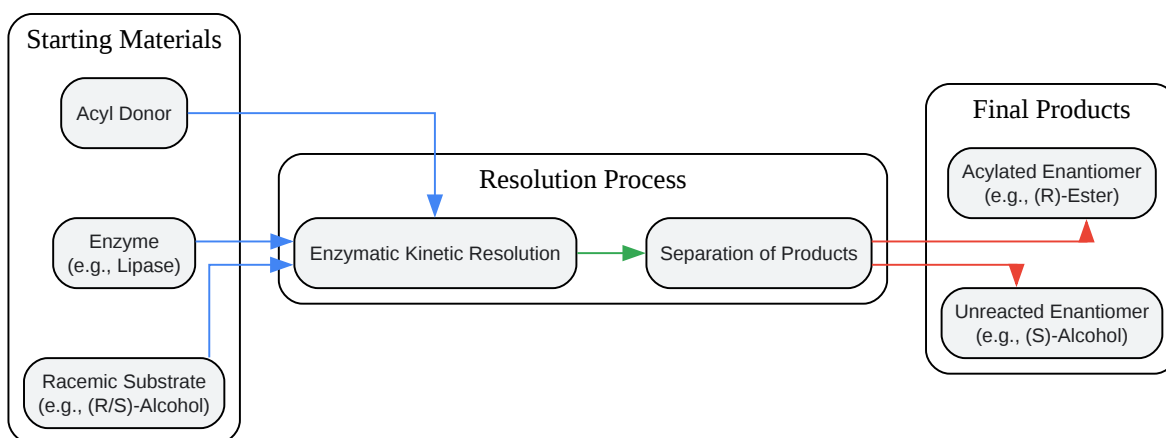 Starting Materials
Acyl Donor
Enzyme
(e.g., Lipase)
Racemic Substrate
(e.g., (R/S)-Alcohol)
Resolution Process
Enzymatic Kinetic Resolution
Separation of Products
Final Products
Acylated Enantiomer
(e.g., (R)-Ester)
Unreacted Enantiomer
(e.g., (S)-Alcohol)